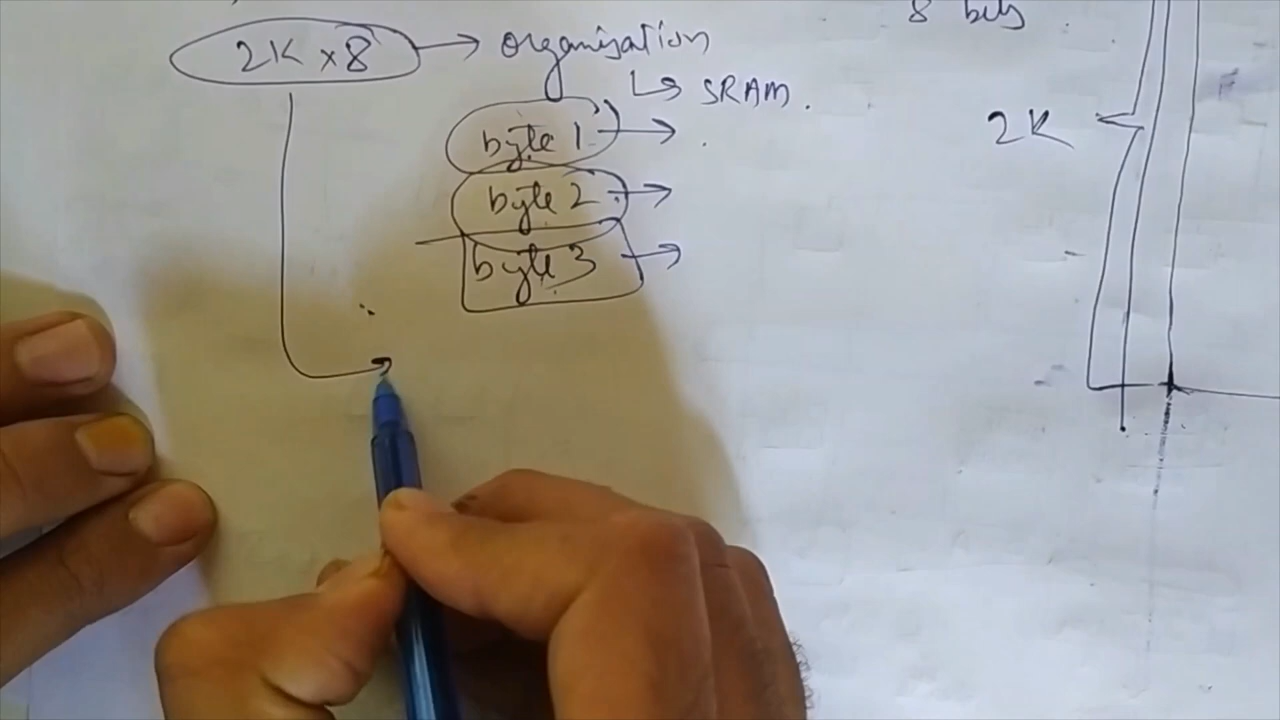 2K x 8 → organisation
↳ SRAM.
byte 1 →
byte 2 →
byte 3 →
8 bits
2K